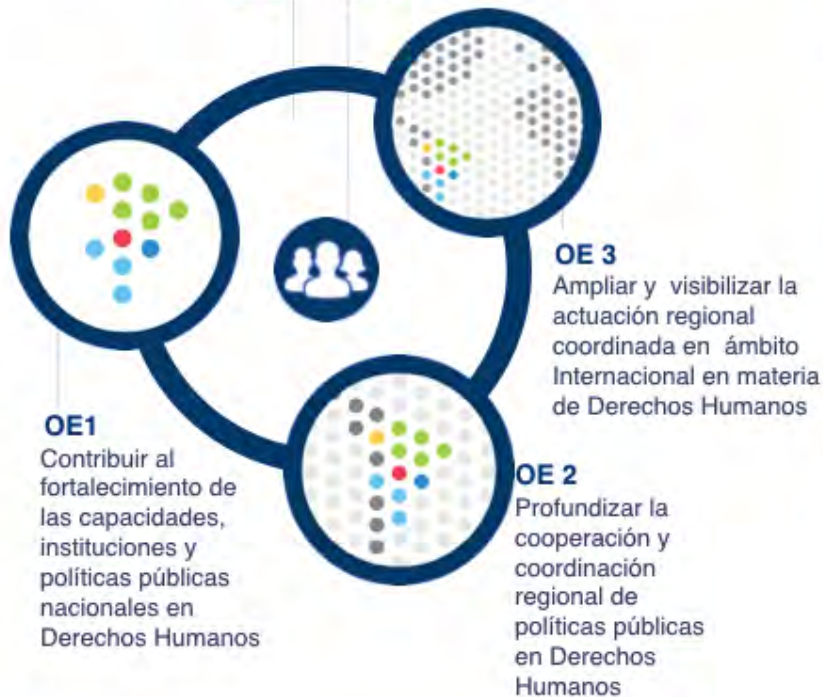 OE 3
Ampliar y visibilizar la
actuación regional
coordinada en ámbito
Internacional en materia
de Derechos Humanos
OE1
Contribuir al
fortalecimiento de
las capacidades,
instituciones y
políticas públicas
nacionales en
Derechos Humanos
OE 2
Profundizar la
cooperación y
coordinación
regional de
políticas públicas
en Derechos
Humanos